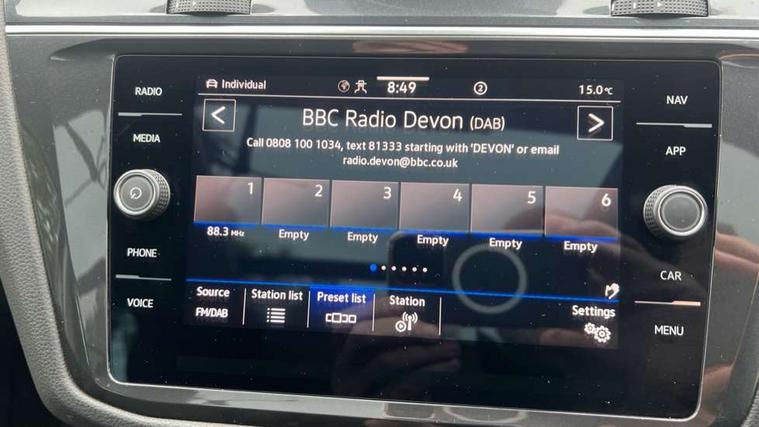 RADIO
MEDIA
PHONE
VOICE
Individual
8:49
2
15.0°C
<
BBC Radio Devon (DAB)
>
Call 0808 100 1034, text 81333 starting with 'DEVON' or email
radio.devon@bbc.co.uk
1 2 3 4 5 6
88.3 MHz Empty Empty Empty Empty Empty
Source Station list Preset list Station Settings
FM/DAB
NAV
APP
CAR
MENU